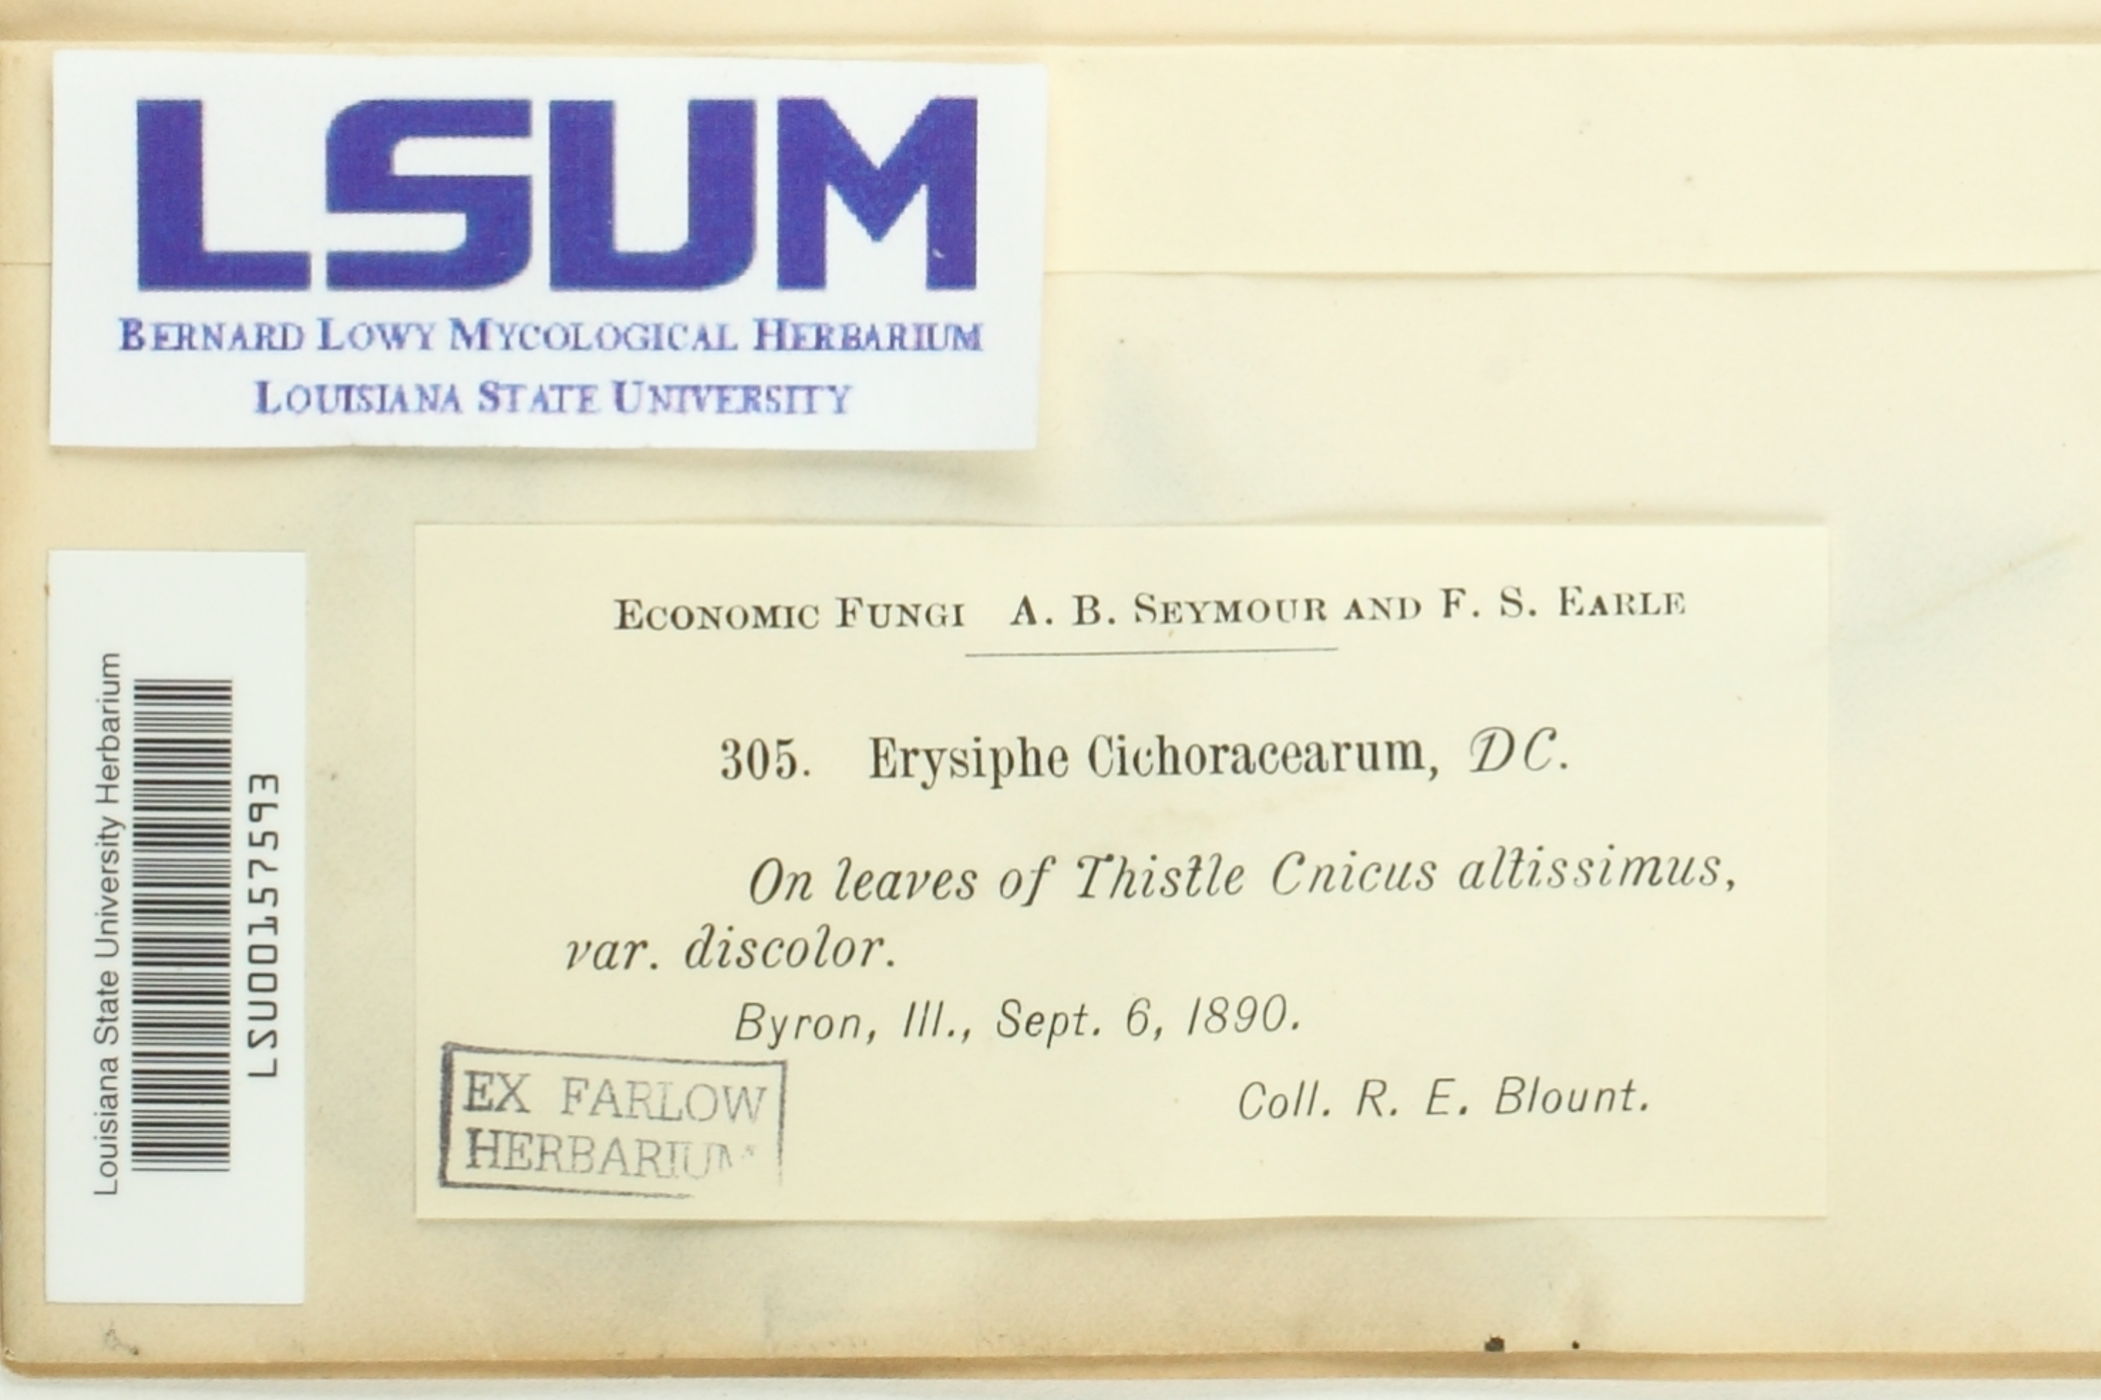 LSUM
BERNARD LOWY MYCOLOGICAL HERBARIUM
LOUISIANA STATE UNIVERSITY
Louisiana State University Herbarium
LSU00157593
ECONOMIC FUNGI A. B. SEYMOUR AND F. S. EARLE
305. Erysiphe Cichoracearum, DC.
On leaves of Thistle Cnicus altissimus,
var. discolor.
Byron, Ill., Sept. 6, 1890.
Coll. R. E. Blount.
EX FARLOW
HERBARIUM